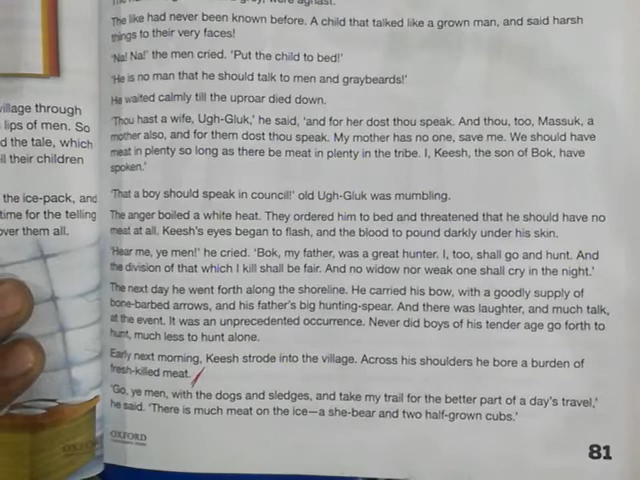 were aghast.
The like had never been known before. A child that talked like a grown man, and said harsh
things to their very faces!
'Na! Na!' the men cried. 'Put the child to bed!'
'He is no man that he should talk to men and graybeards!'
He waited calmly till the uproar died down.
'Thou hast a wife, Ugh-Gluk,' he said, 'and for her dost thou speak. And thou, too, Massuk, a
mother also, and for them dost thou speak. My mother has no one, save me. We should have
meat in plenty so long as there be meat in plenty in the tribe. I, Keesh, the son of Bok, have
spoken.'
'That a boy should speak in council!' old Ugh-Gluk was mumbling.
The anger boiled a white heat. They ordered him to bed and threatened that he should have no
meat at all. Keesh's eyes began to flash, and the blood to pound darkly under his skin.
'Hear me, ye men!' he cried. 'Bok, my father, was a great hunter. I, too, shall go and hunt. And
the division of that which I kill shall be fair. And no widow nor weak one shall cry in the night.'
The next day he went forth along the shoreline. He carried his bow, with a goodly supply of
bone-barbed arrows, and his father's big hunting-spear. And there was laughter, and much talk,
at the event. It was an unprecedented occurrence. Never did boys of his tender age go forth to
hunt, much less to hunt alone.
Early next morning, Keesh strode into the village. Across his shoulders he bore a burden of
fresh-killed meat.
'Go, ye men, with the dogs and sledges, and take my trail for the better part of a day's travel,'
he said. 'There is much meat on the ice—a she-bear and two half-grown cubs.'
OXFORD
81
village through
lips of men. So
d the tale, which
ll their children
the ice-pack, and
time for the telling
over them all.
OXFORD